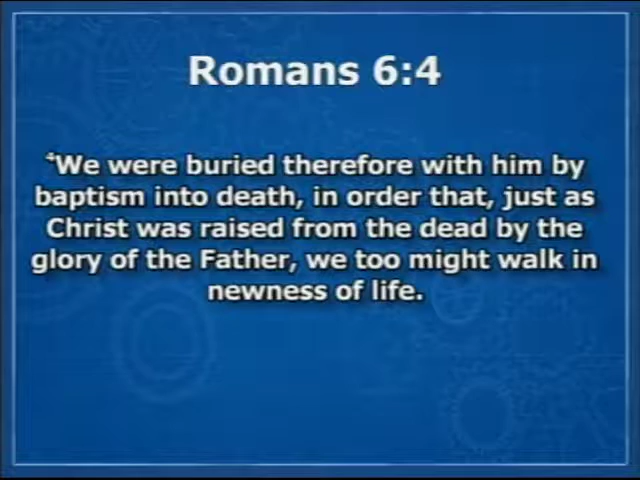 Romans 6:4
⁴We were buried therefore with him by
baptism into death, in order that, just as
Christ was raised from the dead by the
glory of the Father, we too might walk in
newness of life.